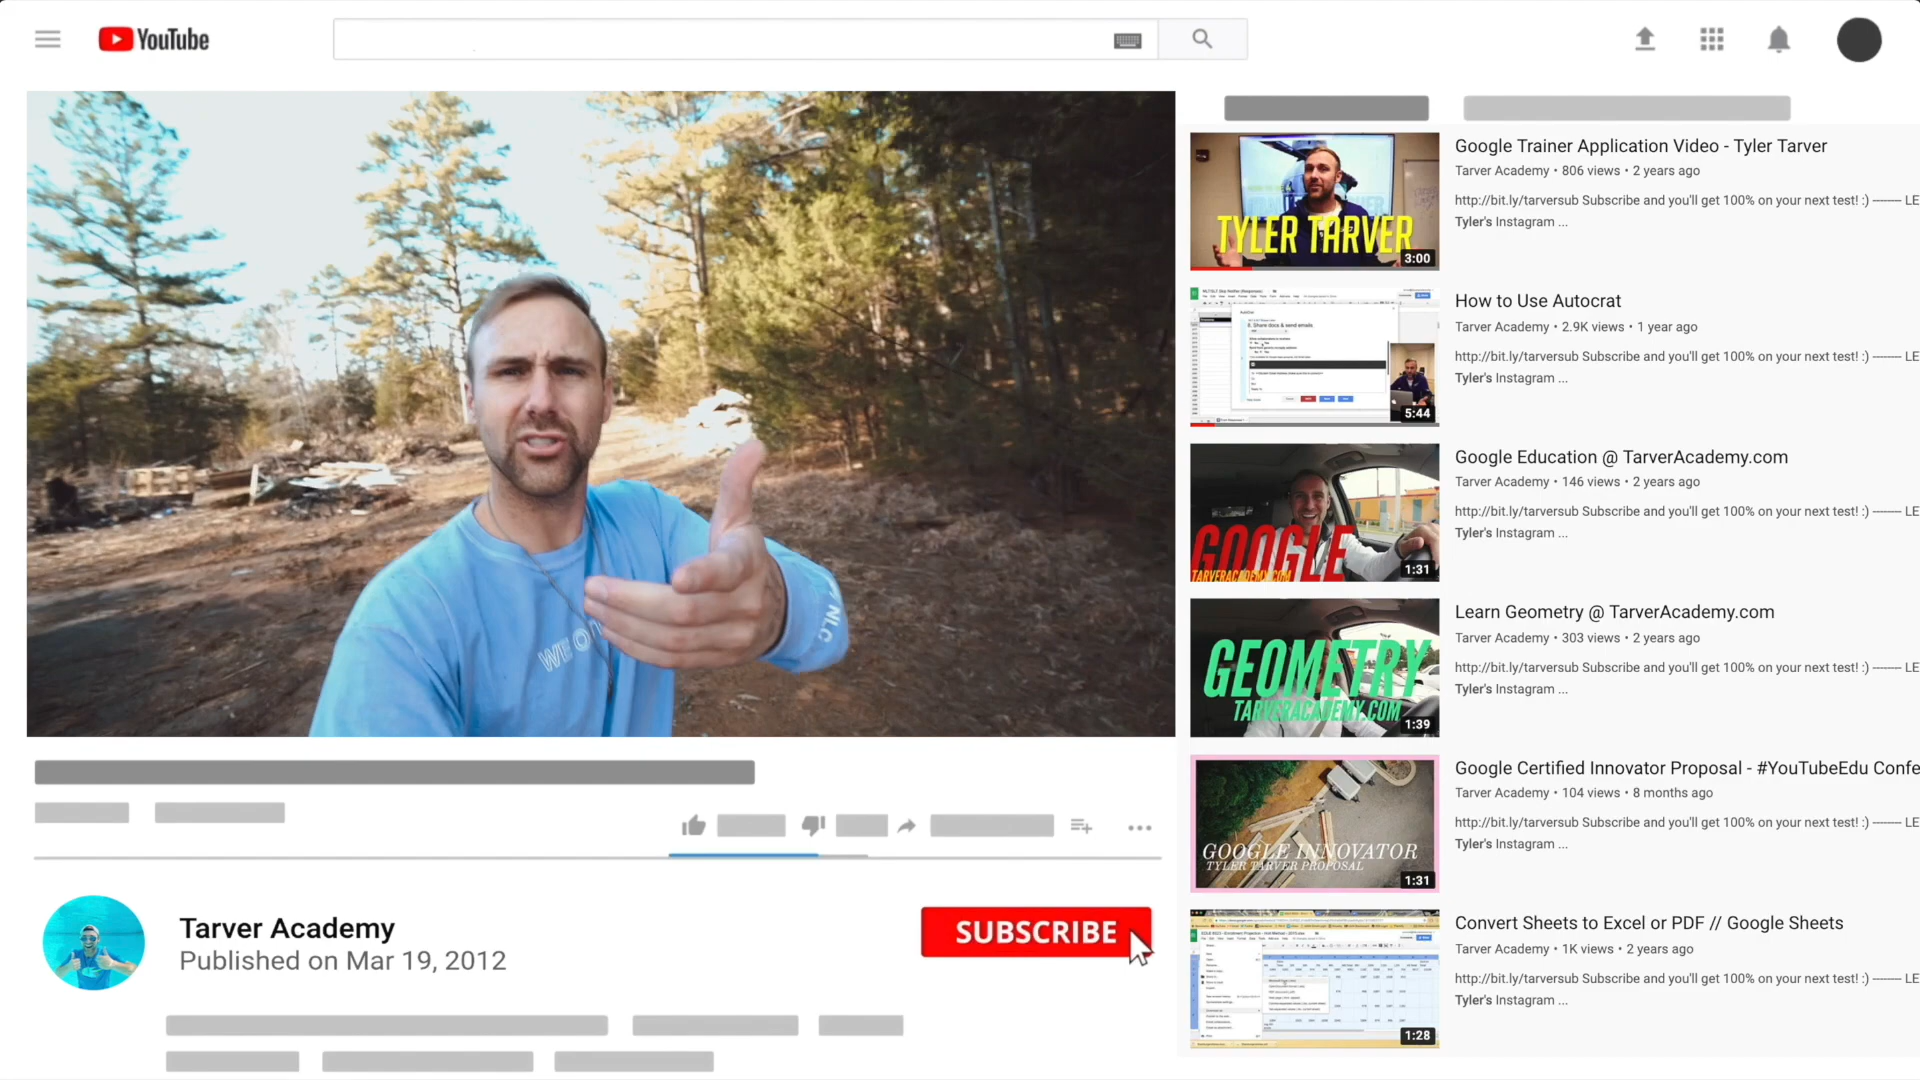 YouTube
WE O
NLC
Tarver Academy
Published on Mar 19, 2012
SUBSCRIBE
TYLER TARVER
3:00
Google Trainer Application Video - Tyler Tarver
Tarver Academy • 806 views • 2 years ago
http://bit.ly/tarversub Subscribe and you'll get 100% on your next test! :) -------- LE
Tyler's Instagram ...
8. Share docs & send emails
5:44
How to Use Autocrat
Tarver Academy • 2.9K views • 1 year ago
http://bit.ly/tarversub Subscribe and you'll get 100% on your next test! :) -------- LE
Tyler's Instagram ...
GOOGLE
TARVERACADEMY.COM
1:31
Google Education @ TarverAcademy.com
Tarver Academy • 146 views • 2 years ago
http://bit.ly/tarversub Subscribe and you'll get 100% on your next test! :) -------- LE
Tyler's Instagram ...
GEOMETRY
TARVERACADEMY.COM
1:39
Learn Geometry @ TarverAcademy.com
Tarver Academy • 303 views • 2 years ago
http://bit.ly/tarversub Subscribe and you'll get 100% on your next test! :) -------- LE
Tyler's Instagram ...
GOOGLE INNOVATOR
TYLER TARVER PROPOSAL
1:31
Google Certified Innovator Proposal - #YouTubeEdu Confe
Tarver Academy • 104 views • 8 months ago
http://bit.ly/tarversub Subscribe and you'll get 100% on your next test! :) -------- LE
Tyler's Instagram ...
1:28
Convert Sheets to Excel or PDF // Google Sheets
Tarver Academy • 1K views • 2 years ago
http://bit.ly/tarversub Subscribe and you'll get 100% on your next test! :) -------- LE
Tyler's Instagram ...